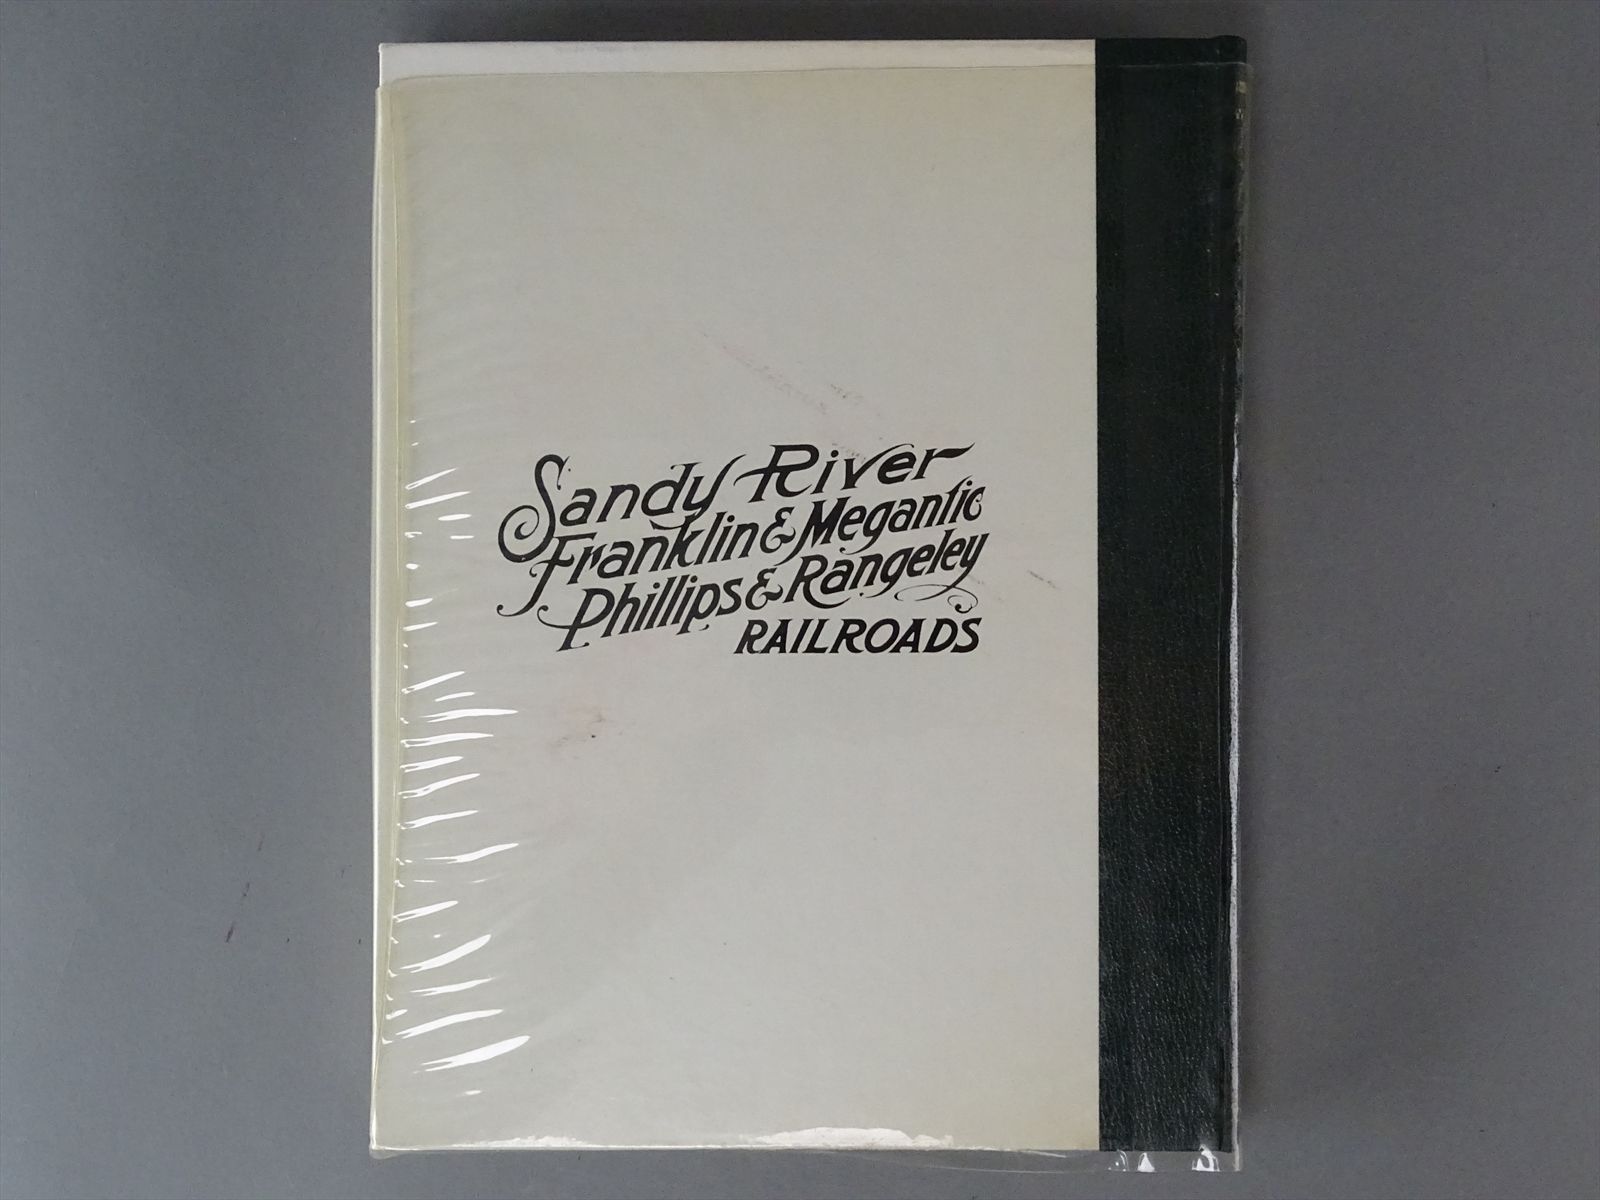 Sandy River
Franklin & Megantic
Phillips & Rangeley
RAILROADS